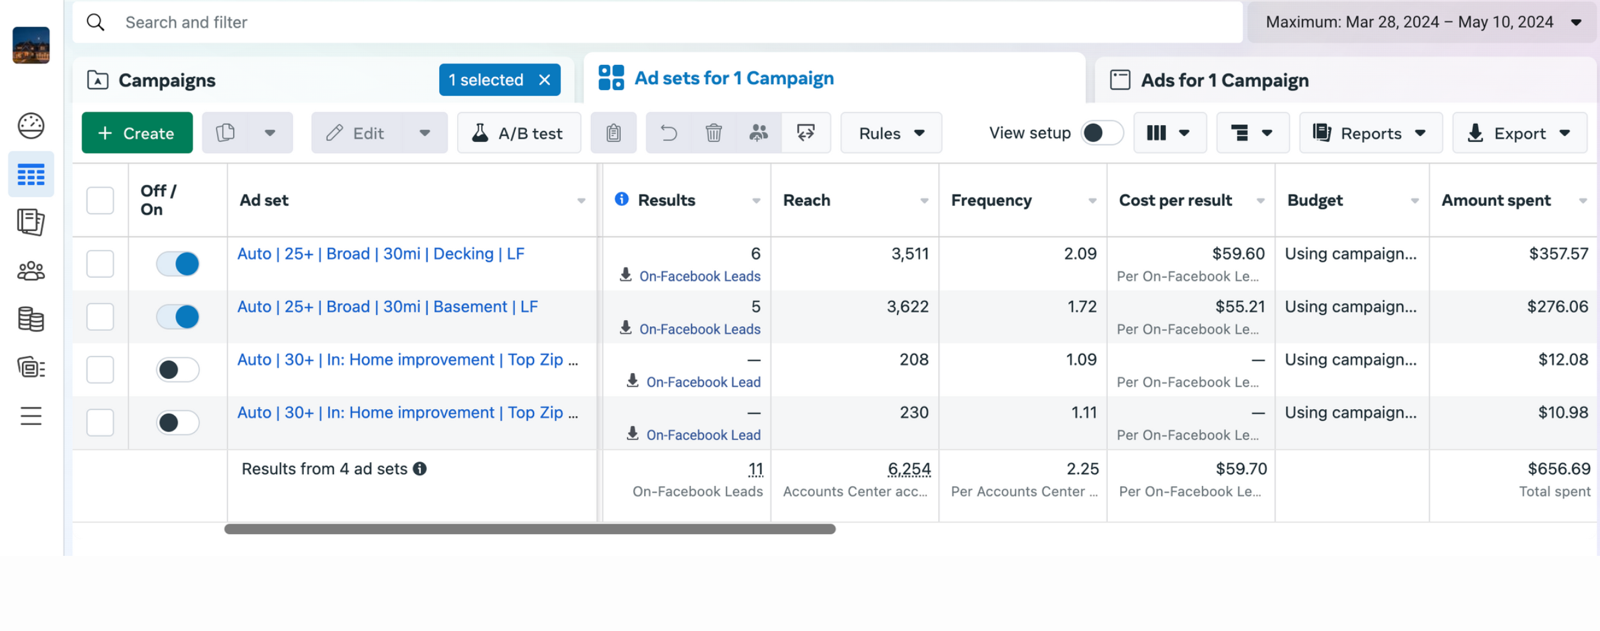 Search and filter
Maximum: Mar 28, 2024 – May 10, 2024
Campaigns
1 selected
Ad sets for 1 Campaign
Ads for 1 Campaign
+ Create
Edit
A/B test
Rules
View setup
Reports
Export
Off / On
Ad set
Results
Reach
Frequency
Cost per result
Budget
Amount spent
Auto | 25+ | Broad | 30mi | Decking | LF
6
On-Facebook Leads
3,511
2.09
$59.60
Per On-Facebook Le...
Using campaign...
$357.57
Auto | 25+ | Broad | 30mi | Basement | LF
5
On-Facebook Leads
3,622
1.72
$55.21
Per On-Facebook Le...
Using campaign...
$276.06
Auto | 30+ | In: Home improvement | Top Zip ...
—
On-Facebook Lead
208
1.09
—
Per On-Facebook Le...
Using campaign...
$12.08
Auto | 30+ | In: Home improvement | Top Zip ...
—
On-Facebook Lead
230
1.11
—
Per On-Facebook Le...
Using campaign...
$10.98
Results from 4 ad sets
11
On-Facebook Leads
6,254
Accounts Center acc...
2.25
Per Accounts Center ...
$59.70
Per On-Facebook Le...
$656.69
Total spent